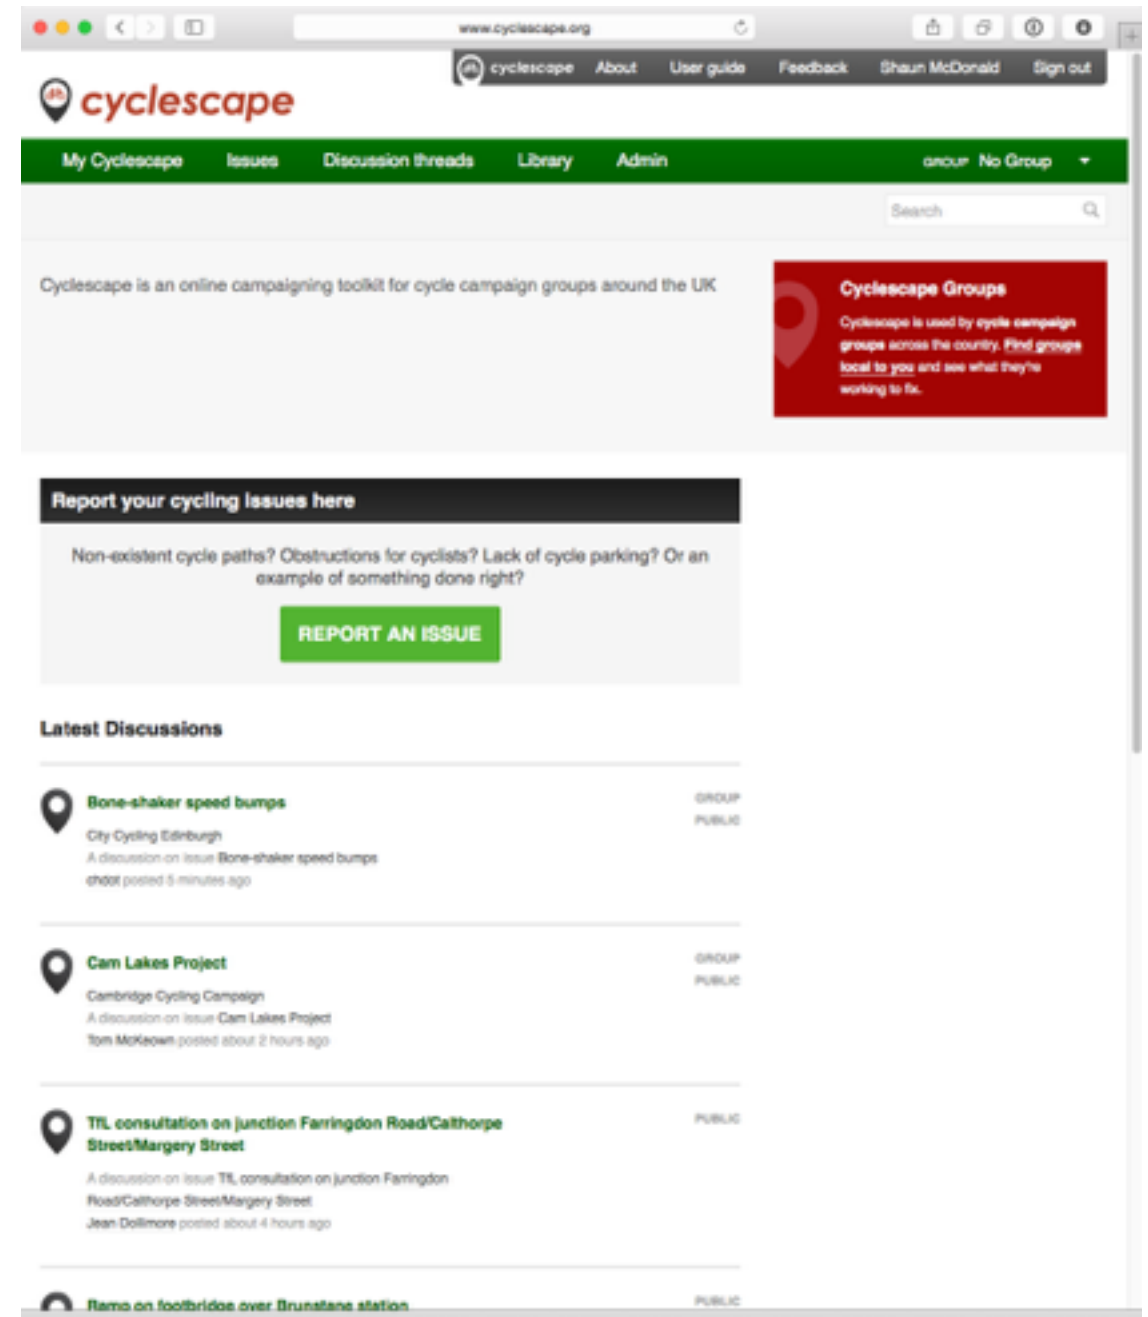 www.cyclescape.org
cyclescape About User guide Feedback Shaun McDonald Sign out
cyclescape
My Cyclescape Issues Discussion threads Library Admin GROUP No Group
Search
Cyclescape is an online campaigning toolkit for cycle campaign groups around the UK
Cyclescape Groups
Cyclescape is used by cycle campaign
groups across the country. Find groups
local to you and see what they're
working to fix.
Report your cycling issues here
Non-existent cycle paths? Obstructions for cyclists? Lack of cycle parking? Or an
example of something done right?
REPORT AN ISSUE
Latest Discussions
Bone-shaker speed bumps GROUP
PUBLIC
City Cycling Edinburgh
A discussion on issue Bone-shaker speed bumps
chdot posted 5 minutes ago
Cam Lakes Project GROUP
PUBLIC
Cambridge Cycling Campaign
A discussion on issue Cam Lakes Project
Tom McKeown posted about 2 hours ago
TfL consultation on junction Farringdon Road/Calthorpe PUBLIC
Street/Margery Street
A discussion on issue TfL consultation on junction Farringdon
Road/Calthorpe Street/Margery Street
Jean Dollimore posted about 4 hours ago
Ramp on footbridge over Brunstane station PUBLIC